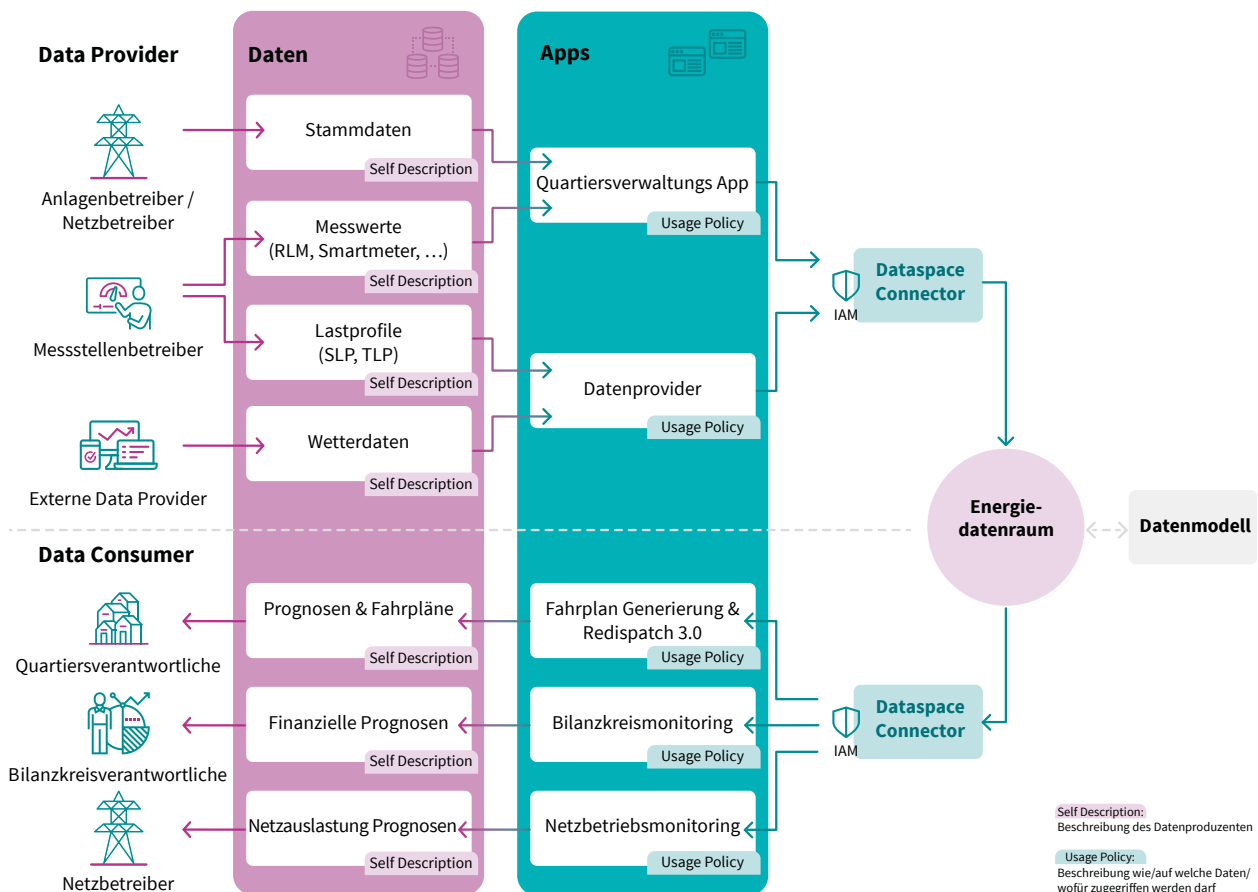 Data Provider
Daten
Apps
Anlagenbetreiber /
Netzbetreiber
Messstellenbetreiber
Externe Data Provider
Stammdaten
Self Description
Messwerte
(RLM, Smartmeter, …)
Self Description
Lastprofile
(SLP, TLP)
Self Description
Wetterdaten
Self Description
Quartiersverwaltungs App
Usage Policy
Datenprovider
Usage Policy
IAM
Dataspace
Connector
Energie-
datenraum
Datenmodell
Data Consumer
Quartiersverantwortliche
Bilanzkreisverantwortliche
Netzbetreiber
Prognosen & Fahrpläne
Self Description
Finanzielle Prognosen
Self Description
Netzauslastung Prognosen
Self Description
Fahrplan Generierung &
Redispatch 3.0
Usage Policy
Bilanzkreismonitoring
Usage Policy
Netzbetriebsmonitoring
Usage Policy
IAM
Dataspace
Connector
Self Description:
Beschreibung des Datenproduzenten
Usage Policy:
Beschreibung wie/auf welche Daten/
wofür zugegriffen werden darf